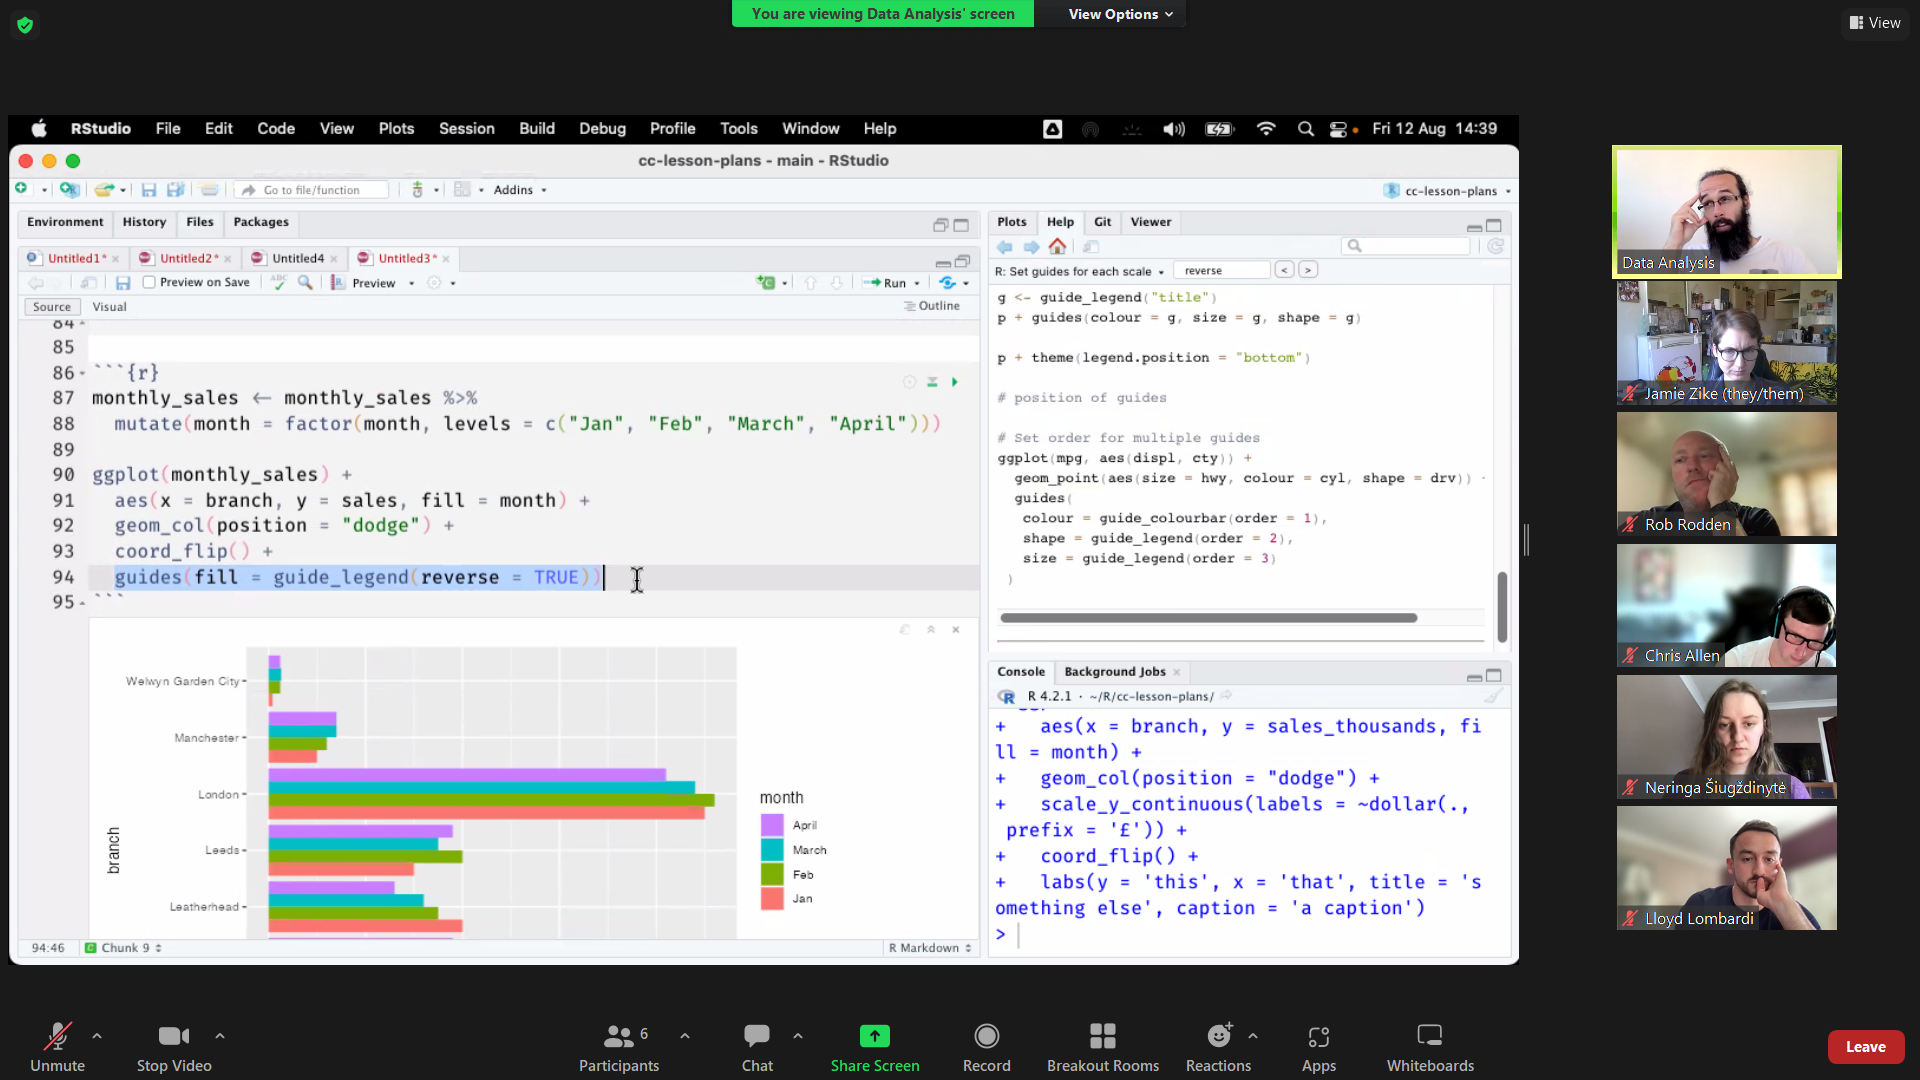 You are viewing Data Analysis' screen
View Options
View
RStudio File Edit Code View Plots Session Build Debug Profile Tools Window Help
Fri 12 Aug 14:39
cc-lesson-plans - main - RStudio
Go to file/function
Addins
cc-lesson-plans
Environment History Files Packages
Untitled1* × Untitled2* × Untitled4 × Untitled3* ×
Preview on Save
ABC
Preview
Run
Source Visual
Outline
84
85
86 ```{r}
87 monthly_sales <- monthly_sales %>%
88 mutate(month = factor(month, levels = c("Jan", "Feb", "March", "April")))
89
90 ggplot(monthly_sales) +
91 aes(x = branch, y = sales, fill = month) +
92 geom_col(position = "dodge") +
93 coord_flip() +
94 guides(fill = guide_legend(reverse = TRUE))
95 ```
Welwyn Garden City
Manchester
London
Leeds
Leatherhead
branch
month
April
March
Feb
Jan
94:46
Chunk 9
R Markdown
Plots Help Git Viewer
R: Set guides for each scale
reverse
< >
g <- guide_legend("title")
p + guides(colour = g, size = g, shape = g)
p + theme(legend.position = "bottom")
# position of guides
# Set order for multiple guides
ggplot(mpg, aes(displ, cty)) +
geom_point(aes(size = hwy, colour = cyl, shape = drv))
guides(
colour = guide_colourbar(order = 1),
shape = guide_legend(order = 2),
size = guide_legend(order = 3)
)
Console Background Jobs ×
R 4.2.1 · ~/R/cc-lesson-plans/
+ aes(x = branch, y = sales_thousands, fi
ll = month) +
+ geom_col(position = "dodge") +
+ scale_y_continuous(labels = ~dollar(.,
prefix = '£')) +
+ coord_flip() +
+ labs(y = 'this', x = 'that', title = 's
omething else', caption = 'a caption')
>
Data Analysis
Jamie Zike (they/them)
Rob Rodden
Chris Allen
Neringa Šiugždinytė
Lloyd Lombardi
Unmute
Stop Video
6
Participants
Chat
Share Screen
Record
Breakout Rooms
Reactions
Apps
Whiteboards
Leave